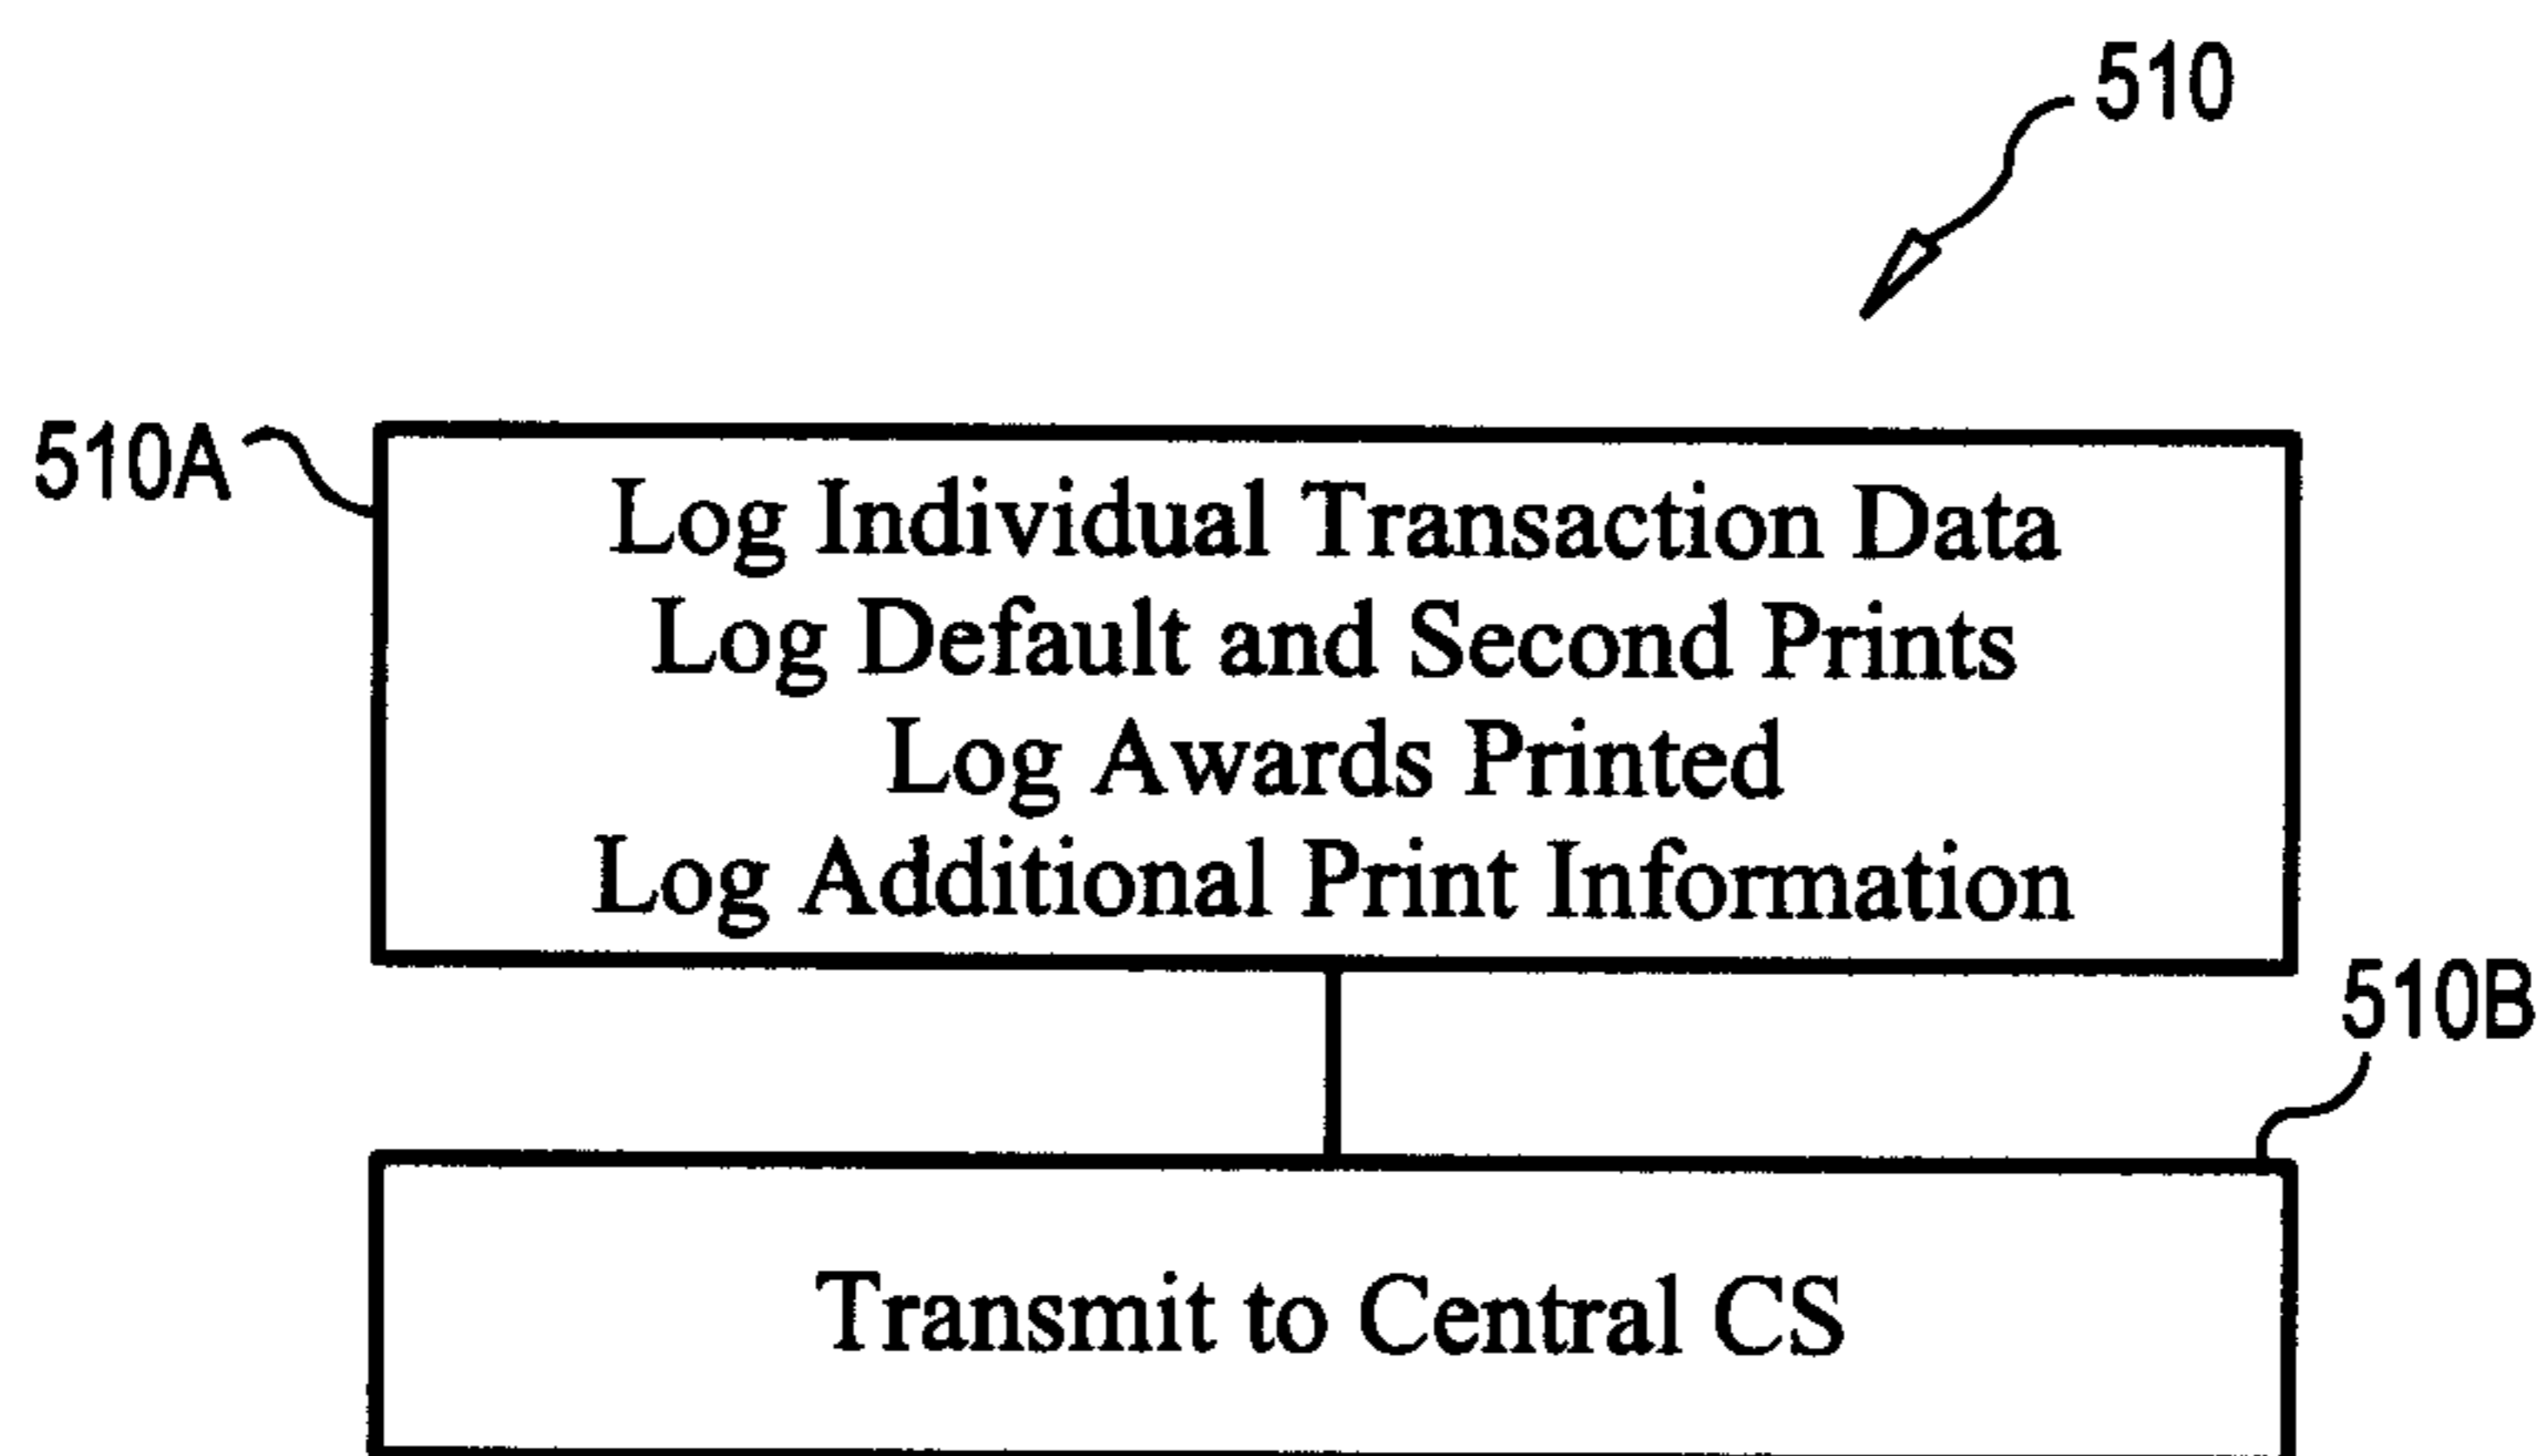 510
510A
Log Individual Transaction Data
Log Default and Second Prints
Log Awards Printed
Log Additional Print Information
510B
Transmit to Central CS